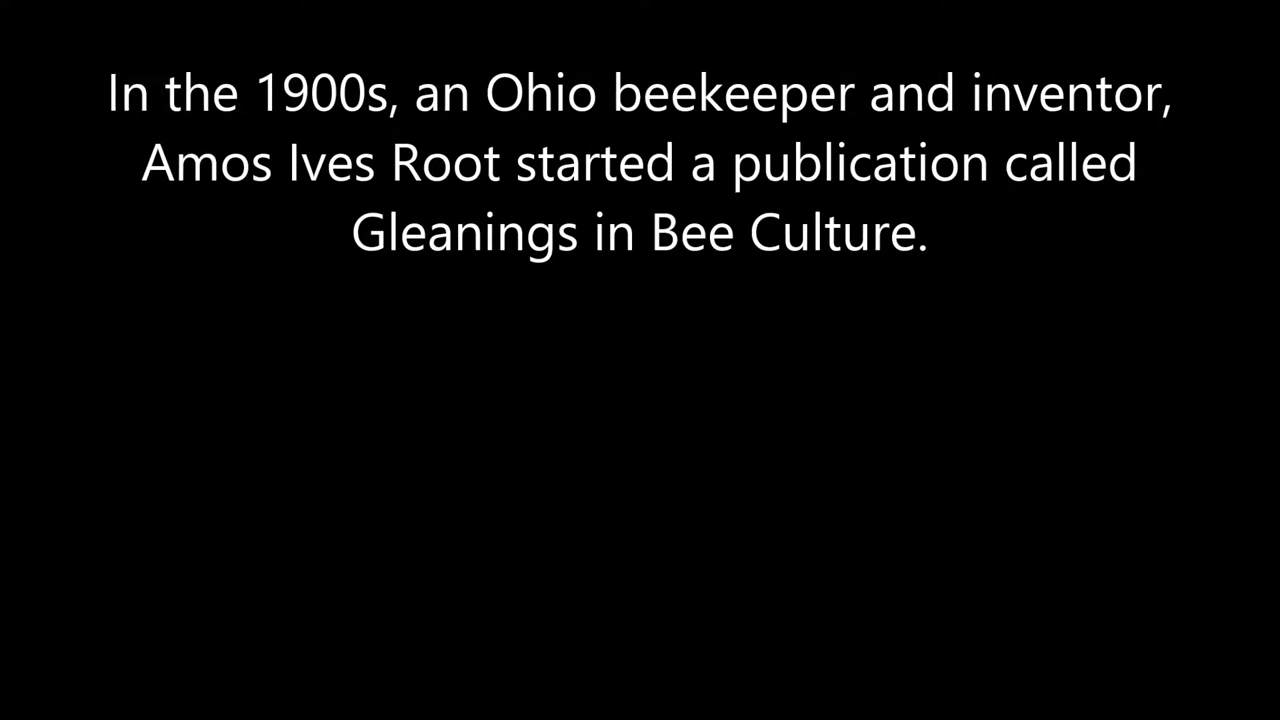 In the 1900s, an Ohio beekeeper and inventor,
Amos Ives Root started a publication called
Gleanings in Bee Culture.